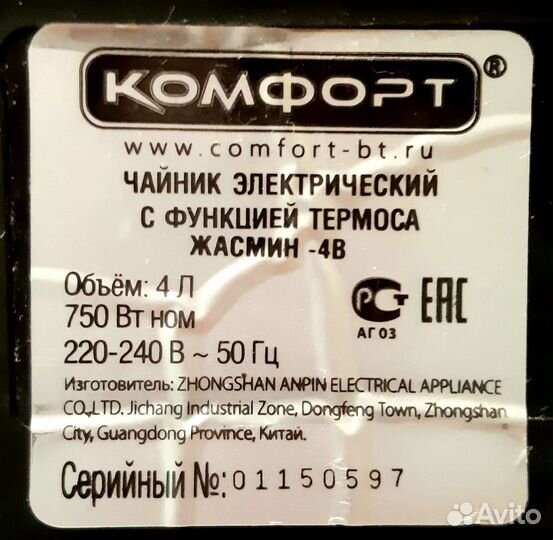 КОМФОРТ ®
www.comfort-bt.ru
ЧАЙНИК ЭЛЕКТРИЧЕСКИЙ
С ФУНКЦИЕЙ ТЕРМОСА
ЖАСМИН -4В
Объём: 4 Л
750 Вт ном
220-240 В ~ 50 Гц
РСТ ЕАС
АГ 03
Изготовитель: ZHONGSHAN ANPIN ELECTRICAL APPLIANCE
CO.,LTD. Jichang Industrial Zone, Dongfeng Town, Zhongshan
City, Guangdong Province, Китай.
Серийный №: 01150597
Avito